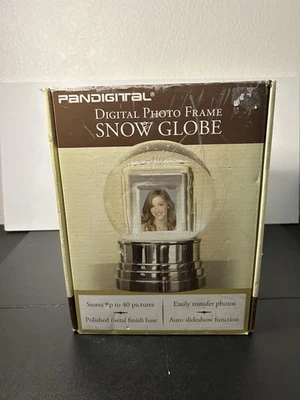 PANDIGITAL®
DIGITAL PHOTO FRAME
SNOW GLOBE
Stores up to 40 pictures
Easily transfer photos
Polished metal finish base
Auto slideshow function